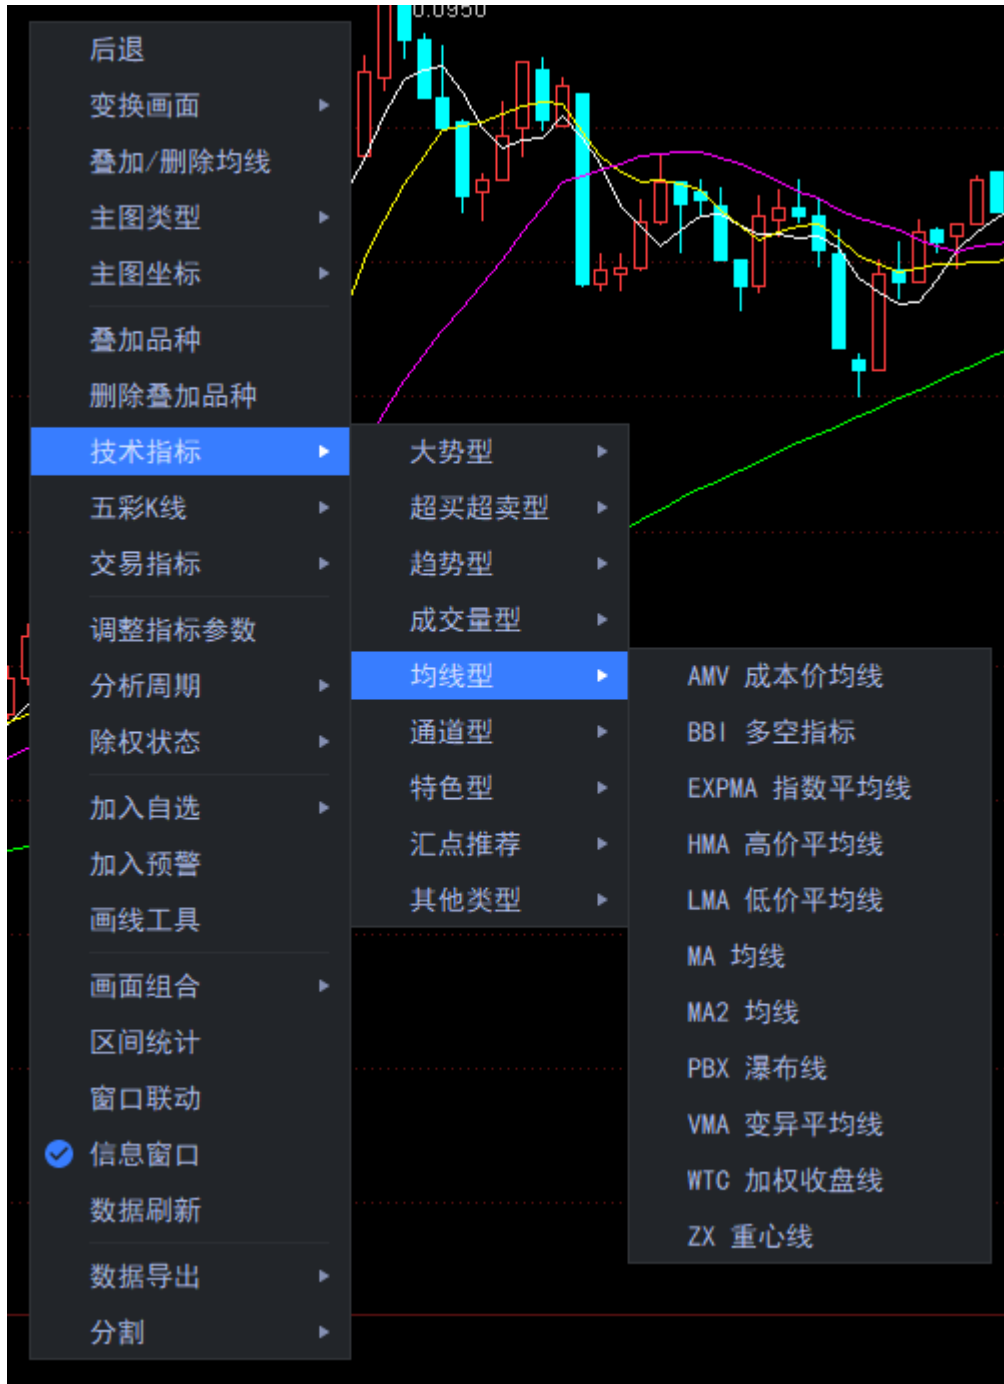 0.0950
后退
变换画面
叠加/删除均线
主图类型
主图坐标
叠加品种
删除叠加品种
技术指标
五彩K线
交易指标
调整指标参数
分析周期
除权状态
加入自选
加入预警
画线工具
画面组合
区间统计
窗口联动
信息窗口
数据刷新
数据导出
分割
大势型
超买超卖型
趋势型
成交量型
均线型
通道型
特色型
汇点推荐
其他类型
AMV 成本价均线
BBI 多空指标
EXPMA 指数平均线
HMA 高价平均线
LMA 低价平均线
MA 均线
MA2 均线
PBX 瀑布线
VMA 变异平均线
WTC 加权收盘线
ZX 重心线